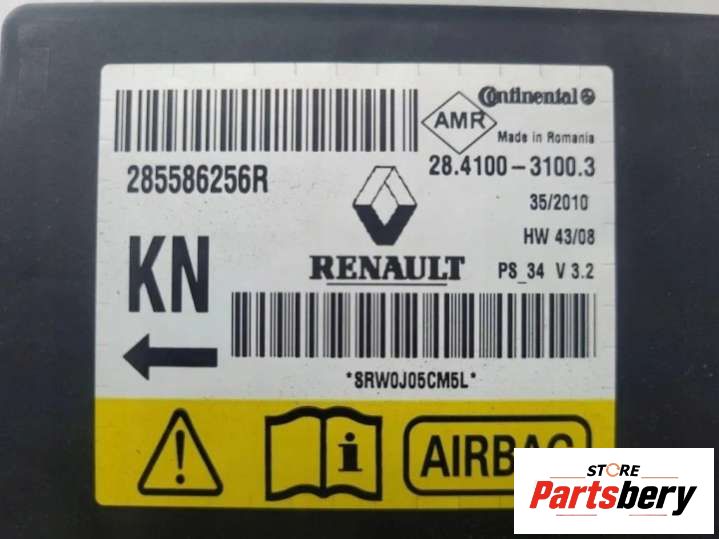 Continental
AMR
Made in Romania
285586256R
28.4100-3100.3
35/2010
HW 43/08
KN
RENAULT
PS_34 V 3.2
*8RW0J05CM5L*
i
AIRBAG
STORE
Partsbery